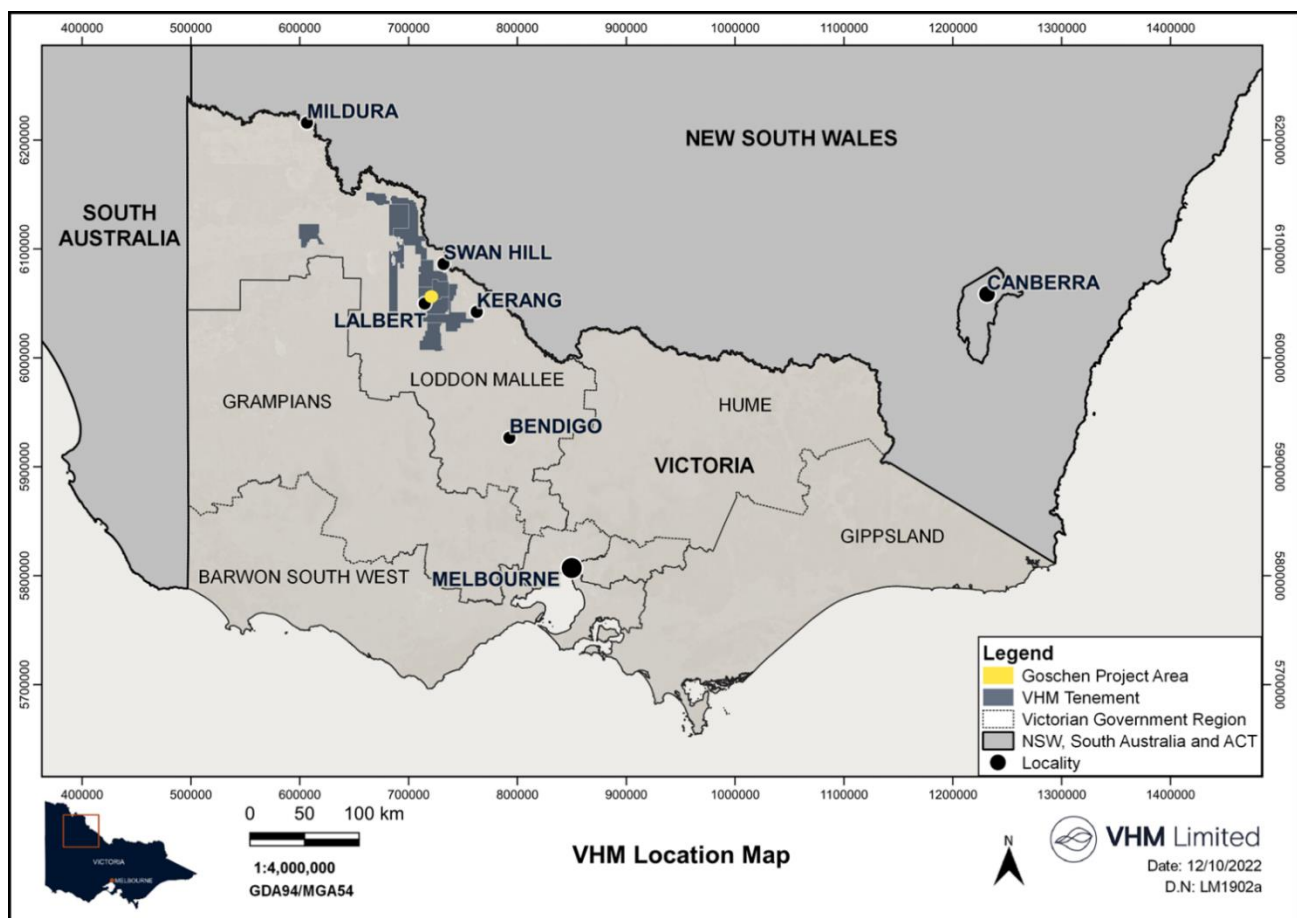 400000 500000 600000 700000 800000 900000 1000000 1100000 1200000 1300000 1400000
6200000
6100000
6000000
5900000
5800000
5700000
6200000
6100000
6000000
5900000
5800000
5700000
MILDURA
NEW SOUTH WALES
SOUTH
AUSTRALIA
SWAN HILL
CANBERRA
KERANG
LALBERT
LODDON MALLEE
GRAMPIANS
HUME
BENDIGO
VICTORIA
GIPPSLAND
BARWON SOUTH WEST
MELBOURNE
Legend
Goschen Project Area
VHM Tenement
Victorian Government Region
NSW, South Australia and ACT
Locality
400000 500000 600000 700000 800000 900000 1000000 1100000 1200000 1300000 1400000
VICTORIA
MELBOURNE
0 50 100 km
1:4,000,000
GDA94/MGA54
VHM Location Map
N
VHM Limited
Date: 12/10/2022
D.N: LM1902a